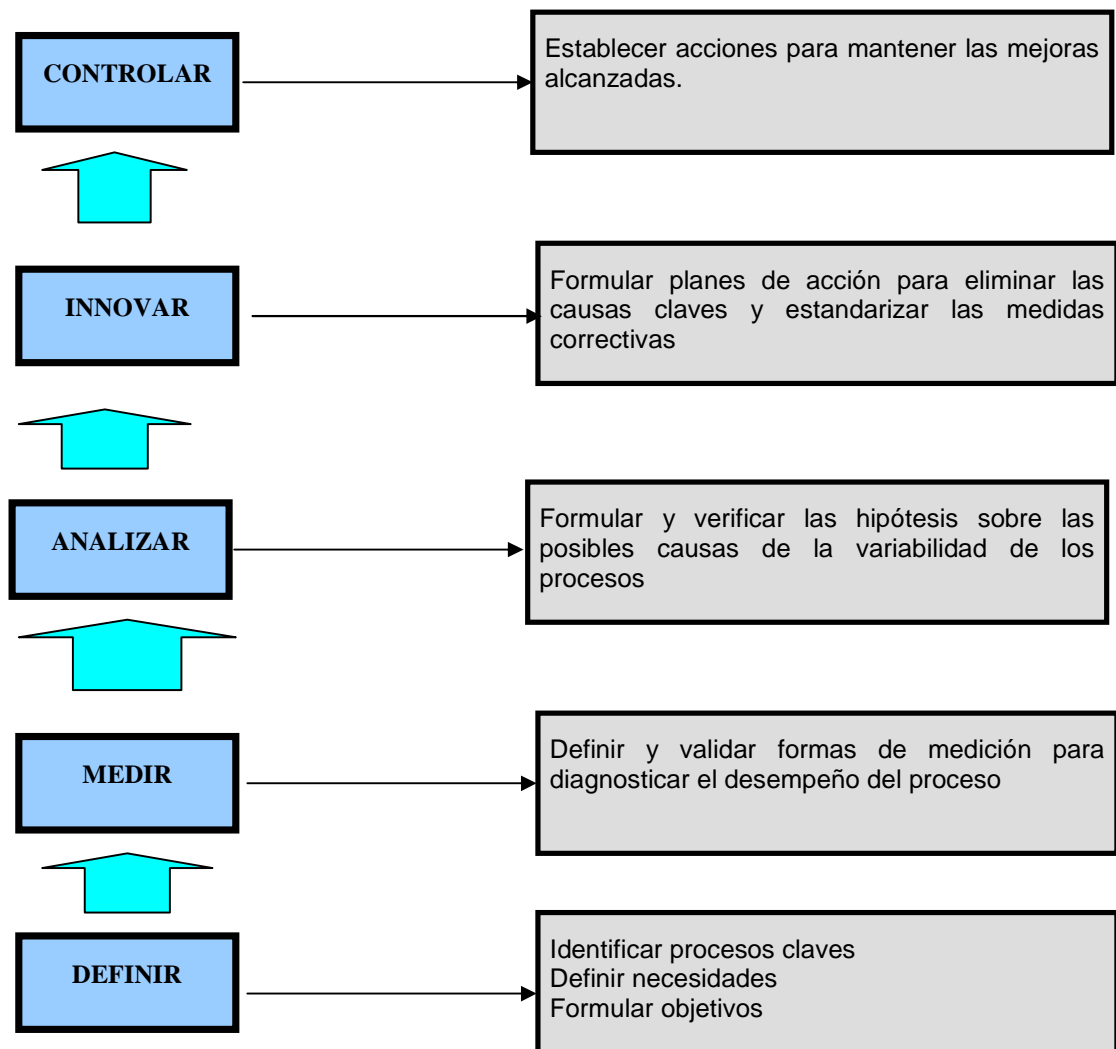 CONTROLAR
Establecer acciones para mantener las mejoras
alcanzadas.
INNOVAR
Formular planes de acción para eliminar las
causas claves y estandarizar las medidas
correctivas
ANALIZAR
Formular y verificar las hipótesis sobre las
posibles causas de la variabilidad de los
procesos
MEDIR
Definir y validar formas de medición para
diagnosticar el desempeño del proceso
DEFINIR
Identificar procesos claves
Definir necesidades
Formular objetivos